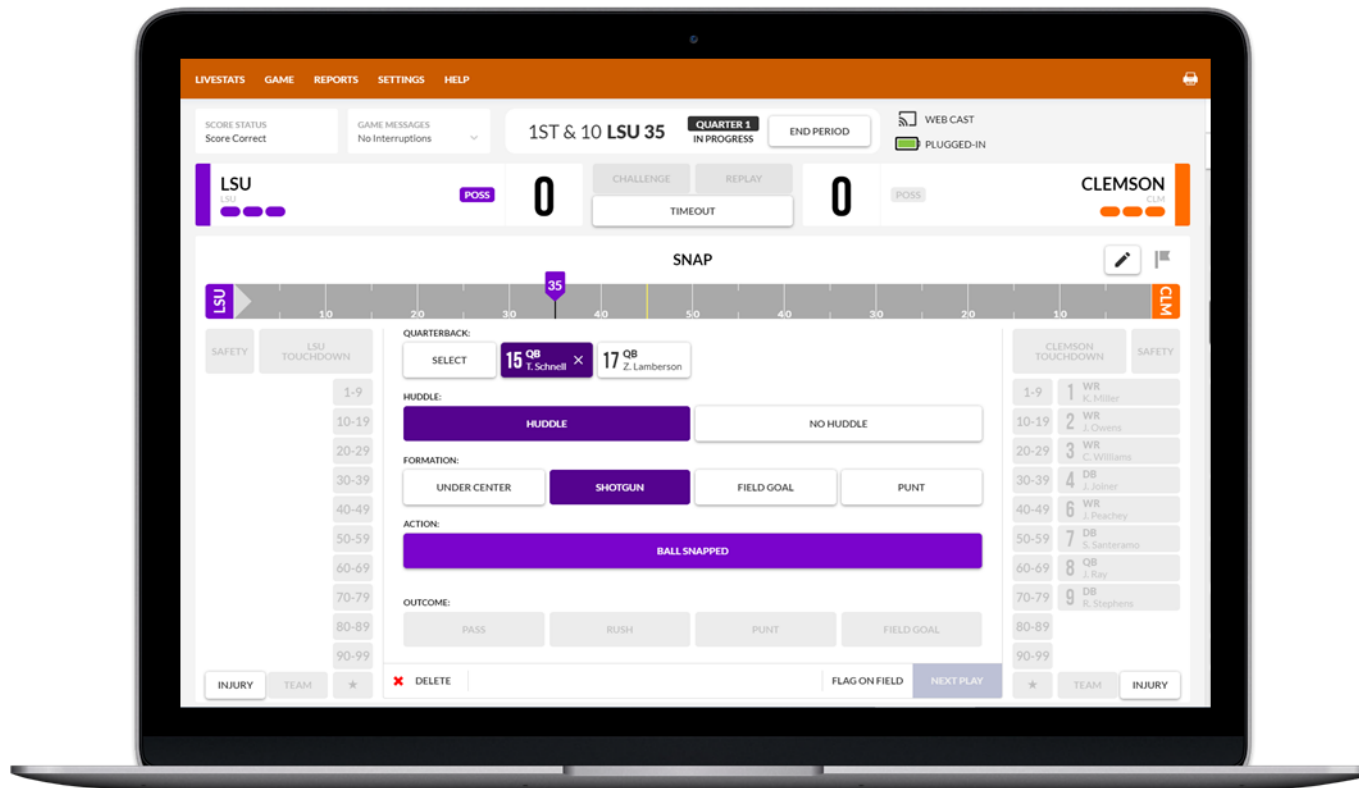 LIVESTATS GAME REPORTS SETTINGS HELP
SCORE STATUS
Score Correct
GAME MESSAGES
No Interruptions
1ST & 10 LSU 35
QUARTER 1
IN PROGRESS
END PERIOD
WEB CAST
PLUGGED-IN
LSU
LSU
POSS
0
CHALLENGE
REPLAY
TIMEOUT
0
POSS
CLEMSON
CLM
SNAP
35
LSU
10 20 30 40 50 40 30 20 10
CLM
SAFETY
LSU
TOUCHDOWN
1-9
10-19
20-29
30-39
40-49
50-59
60-69
70-79
80-89
90-99
INJURY
TEAM
QUARTERBACK:
SELECT
15 QB
T. Schnell
17 QB
Z. Lamberson
HUDDLE:
HUDDLE
NO HUDDLE
FORMATION:
UNDER CENTER
SHOTGUN
FIELD GOAL
PUNT
ACTION:
BALL SNAPPED
OUTCOME:
PASS
RUSH
PUNT
FIELD GOAL
DELETE
FLAG ON FIELD
NEXT PLAY
CLEMSON
TOUCHDOWN
SAFETY
1-9
10-19
20-29
30-39
40-49
50-59
60-69
70-79
80-89
90-99
1 WR
K. Miller
2 WR
J. Owens
3 WR
C. Williams
4 DB
J. Joiner
6 WR
J. Peachey
7 DB
S. Santeramo
8 QB
J. Ray
9 DB
R. Stephens
TEAM
INJURY